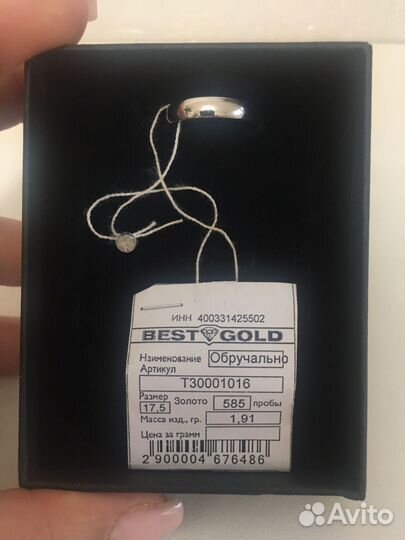 ИНН 400331425502
BEST GOLD
Наименование Обручально
Артикул
Т30001016
Размер
17,5 Золото 585 пробы
Масса изд., гр. 1,91
Цена за грамм
2 900004 676486
Avito